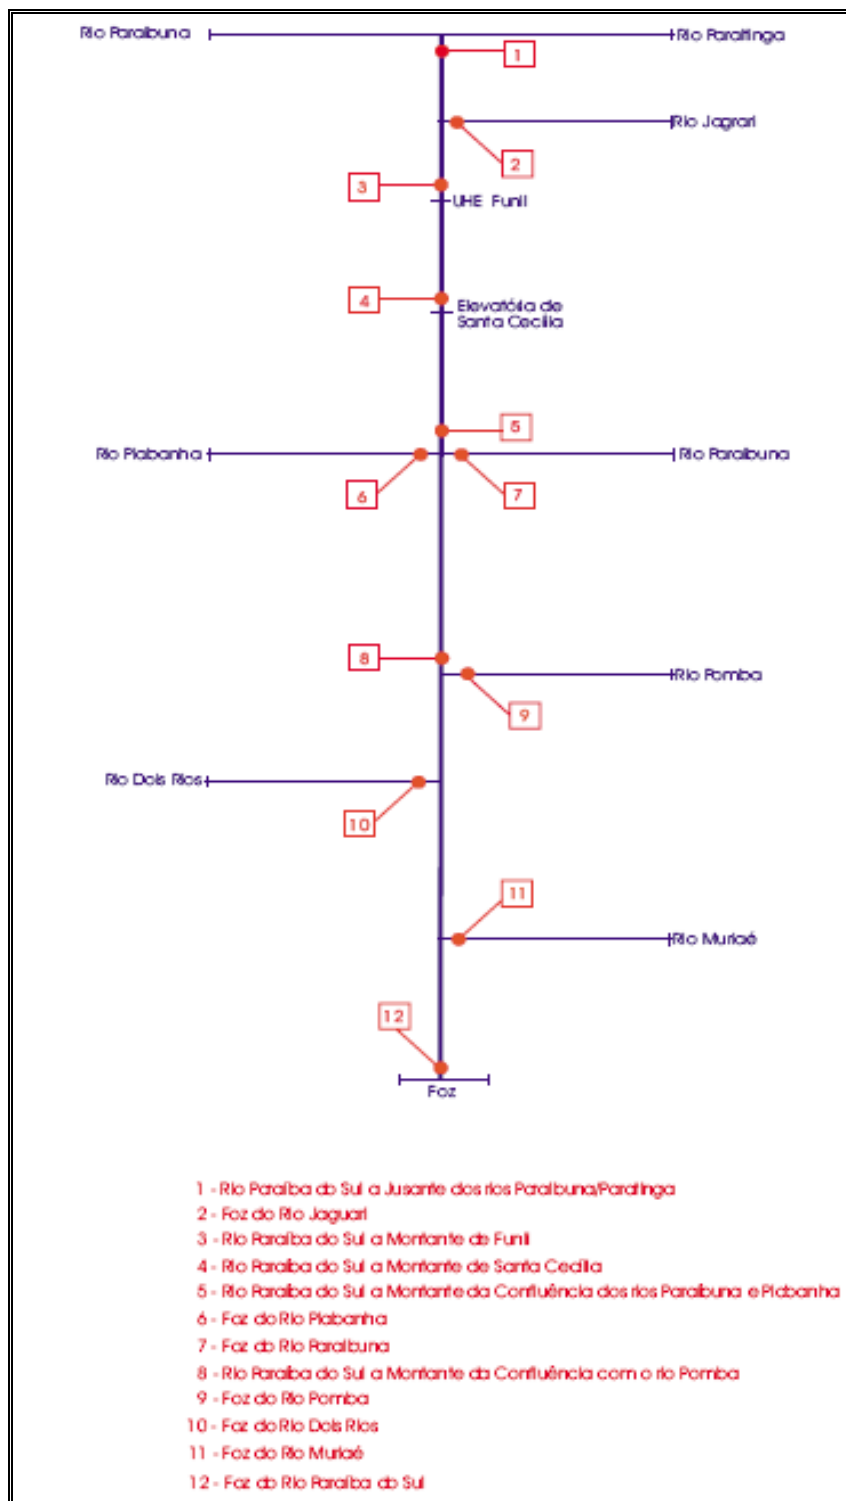 Rio Paraibuna
Rio Paraitinga
1
Rio Jagrari
2
3
UHE Funil
4
Elevatória de
Santa Cecília
5
Rio Piabanha
Rio Paraibuna
6
7
8
Rio Pomba
9
Rio Dois Rios
10
11
Rio Muriaé
12
Foz
1 - Rio Paraíba do Sul a Jusante dos rios Paraibuna/Paraitinga
2 - Foz do Rio Jaguari
3 - Rio Paraíba do Sul a Montante de Funil
4 - Rio Paraíba do Sul a Montante de Santa Cecília
5 - Rio Paraíba do Sul a Montante da Confluência dos rios Paraibuna e Piabanha
6 - Foz do Rio Piabanha
7 - Foz do Rio Paraibuna
8 - Rio Paraíba do Sul a Montante da Confluência com o rio Pomba
9 - Foz do Rio Pomba
10 - Foz do Rio Dois Rios
11 - Foz do Rio Muriaé
12 - Foz do Rio Paraíba do Sul